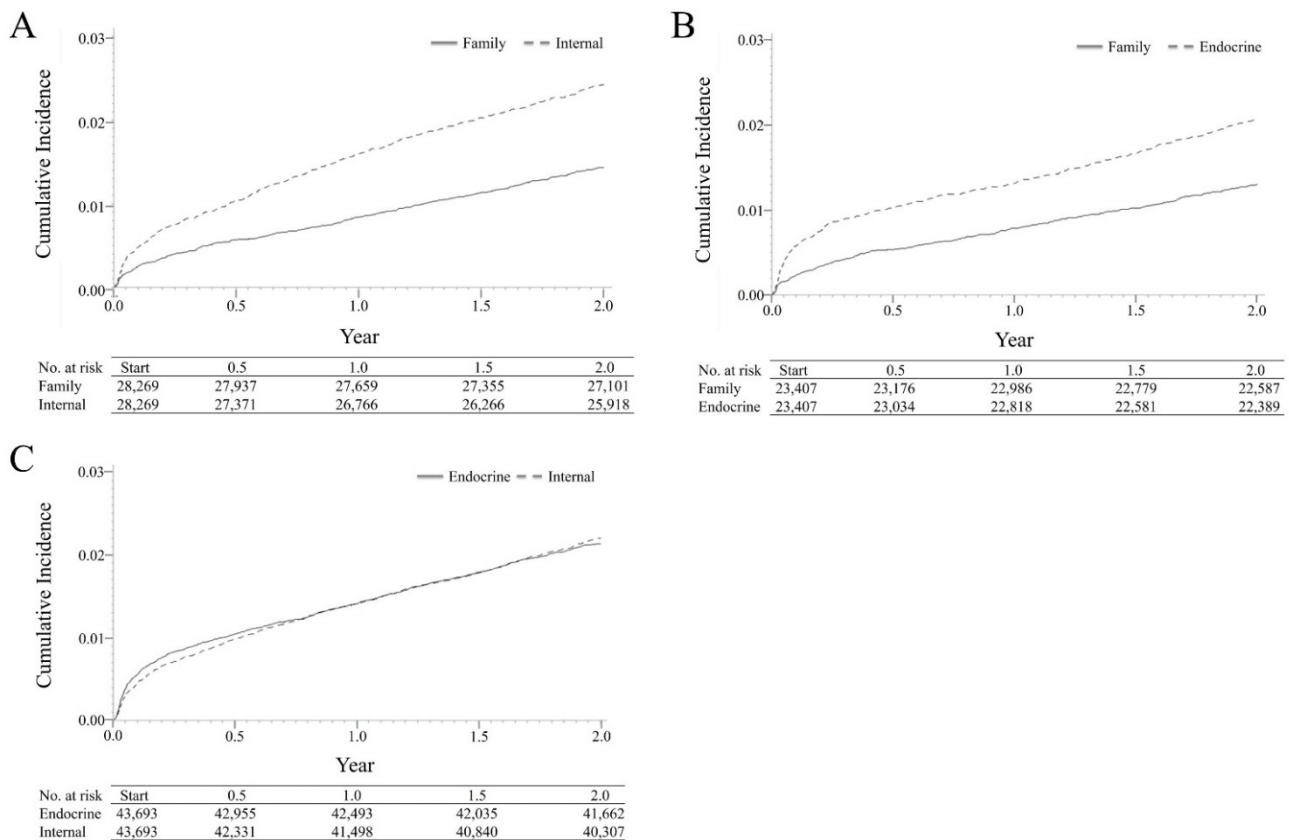 A
Cumulative Incidence
0.03
0.02
0.01
0.00
Family Internal
0.0 0.5 1.0 1.5 2.0
Year
No. at risk Start 0.5 1.0 1.5 2.0
Family 28,269 27,937 27,659 27,355 27,101
Internal 28,269 27,371 26,766 26,266 25,918
B
Cumulative Incidence
0.03
0.02
0.01
0.00
Family Endocrine
0.0 0.5 1.0 1.5 2.0
Year
No. at risk Start 0.5 1.0 1.5 2.0
Family 23,407 23,176 22,986 22,779 22,587
Endocrine 23,407 23,034 22,818 22,581 22,389
C
Cumulative Incidence
0.03
0.02
0.01
0.00
Endocrine Internal
0.0 0.5 1.0 1.5 2.0
Year
No. at risk Start 0.5 1.0 1.5 2.0
Endocrine 43,693 42,955 42,493 42,035 41,662
Internal 43,693 42,331 41,498 40,840 40,307